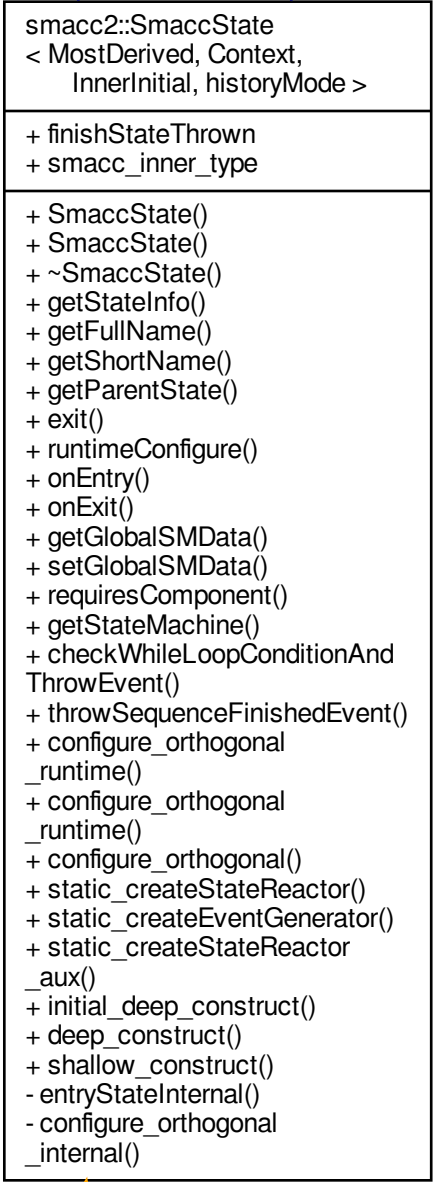 smacc2::SmaccState
< MostDerived, Context,
InnerInitial, historyMode >
+ finishStateThrown
+ smacc_inner_type
+ SmaccState()
+ SmaccState()
+ ~SmaccState()
+ getStateInfo()
+ getFullName()
+ getShortName()
+ getParentState()
+ exit()
+ runtimeConfigure()
+ onEntry()
+ onExit()
+ getGlobalSMData()
+ setGlobalSMData()
+ requiresComponent()
+ getStateMachine()
+ checkWhileLoopConditionAnd
ThrowEvent()
+ throwSequenceFinishedEvent()
+ configure_orthogonal
_runtime()
+ configure_orthogonal
_runtime()
+ configure_orthogonal()
+ static_createStateReactor()
+ static_createEventGenerator()
+ static_createStateReactor
_aux()
+ initial_deep_construct()
+ deep_construct()
+ shallow_construct()
- entryStateInternal()
- configure_orthogonal
_internal()